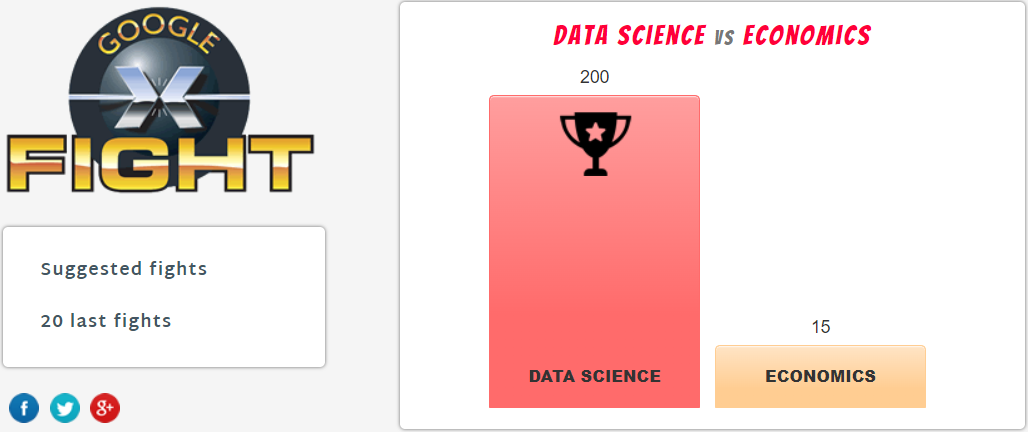 GOOGLE
X
FIGHT
Suggested fights
20 last fights
f
g+
DATA SCIENCE VS ECONOMICS
200
15
DATA SCIENCE
ECONOMICS